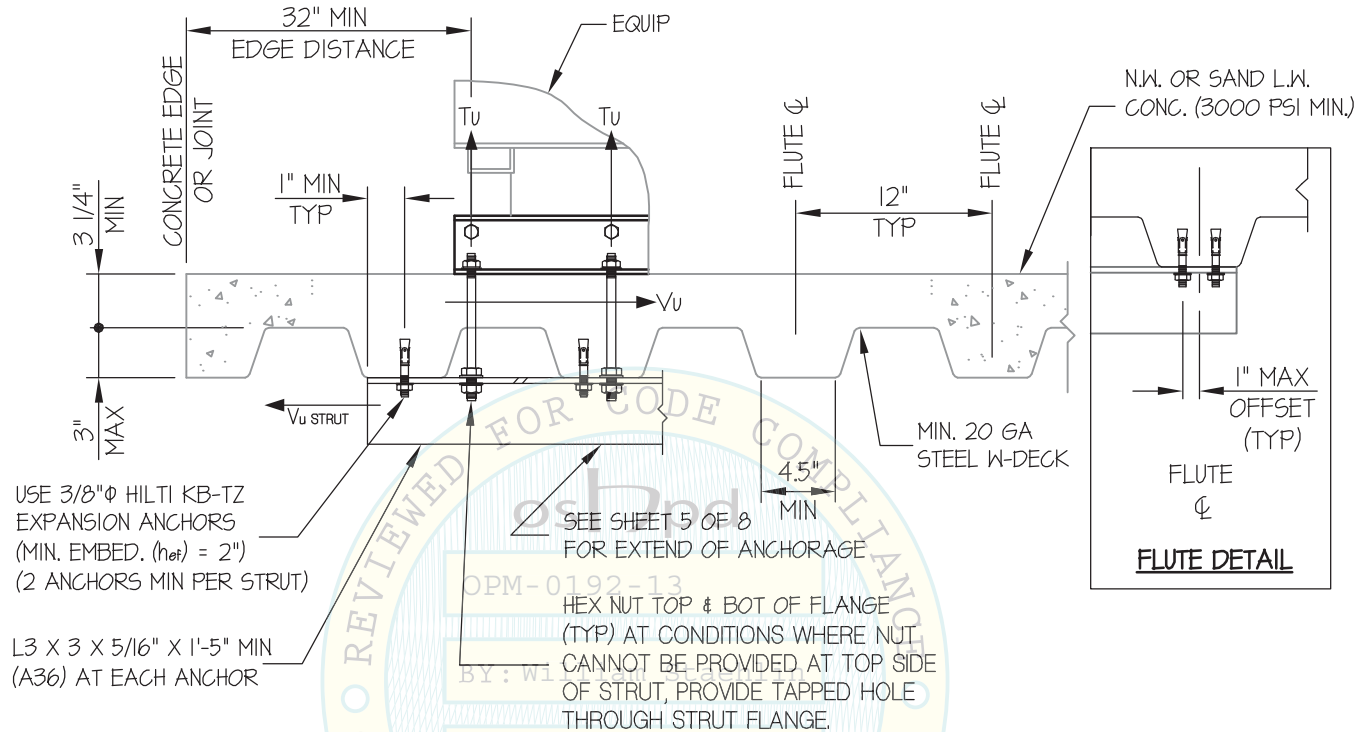 32" MIN
EDGE DISTANCE
EQUIP
CONCRETE EDGE
OR JOINT
Tu
Tu
FLUTE ℄
FLUTE ℄
N.W. OR SAND L.W.
CONC. (3000 PSI MIN.)
1" MIN
TYP
12"
TYP
3 1/4"
MIN
Vu
3"
MAX
Vu STRUT
1" MAX
OFFSET
(TYP)
FLUTE
℄
FLUTE DETAIL
MIN. 20 GA
STEEL W-DECK
4.5"
MIN
USE 3/8"Φ HILTI KB-TZ
EXPANSION ANCHORS
(MIN. EMBED. (hef) = 2")
(2 ANCHORS MIN PER STRUT)
SEE SHEET 5 OF 8
FOR EXTEND OF ANCHORAGE
L3 X 3 X 5/16" X 1'-5" MIN
(A36) AT EACH ANCHOR
HEX NUT TOP & BOT OF FLANGE
(TYP) AT CONDITIONS WHERE NUT
CANNOT BE PROVIDED AT TOP SIDE
OF STRUT, PROVIDE TAPPED HOLE
THROUGH STRUT FLANGE.
REVIEWED FOR CODE COMPLIANCE
oshpd
OPM-0192-13
BY: William Staehlin